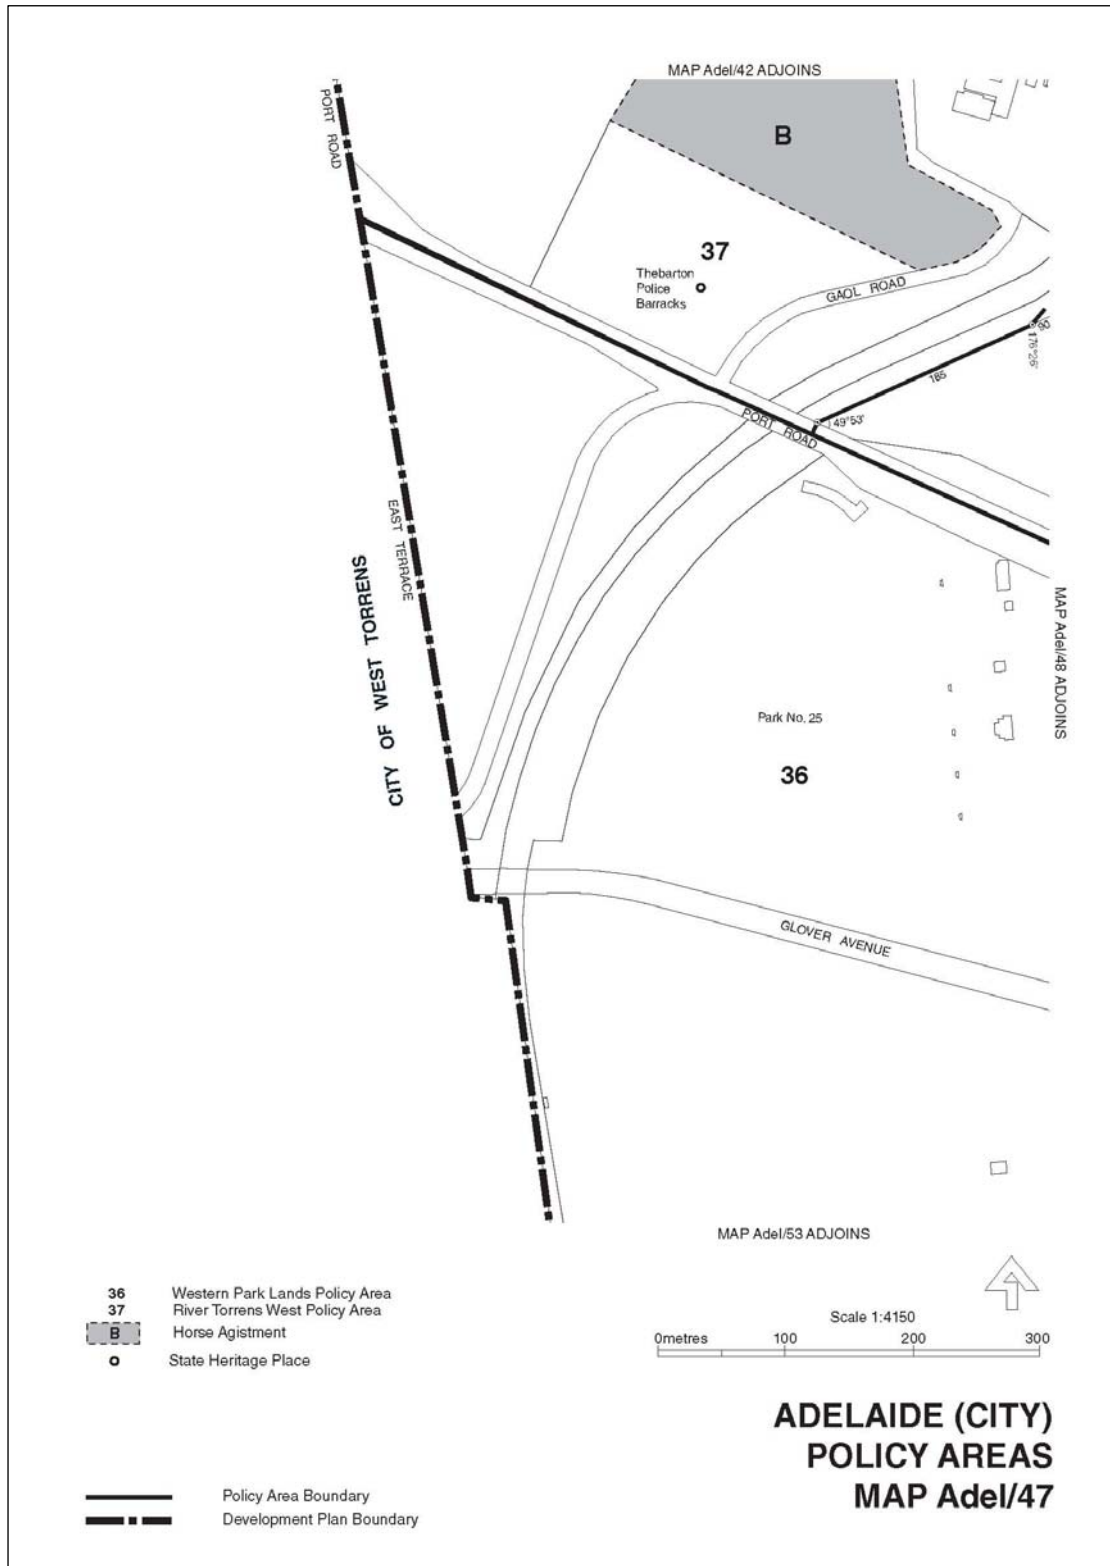 MAP Adel/42 ADJOINS
PORT ROAD
B
37
Thebarton
Police
Barracks
GAOL ROAD
90
176°26'
185
49°53'
PORT ROAD
EAST TERRACE
CITY OF WEST TORRENS
MAP Adel/48 ADJOINS
Park No. 25
36
GLOVER AVENUE
MAP Adel/53 ADJOINS
36 Western Park Lands Policy Area
37 River Torrens West Policy Area
B Horse Agistment
State Heritage Place
Scale 1:4150
0metres 100 200 300
ADELAIDE (CITY)
POLICY AREAS
MAP Adel/47
Policy Area Boundary
Development Plan Boundary